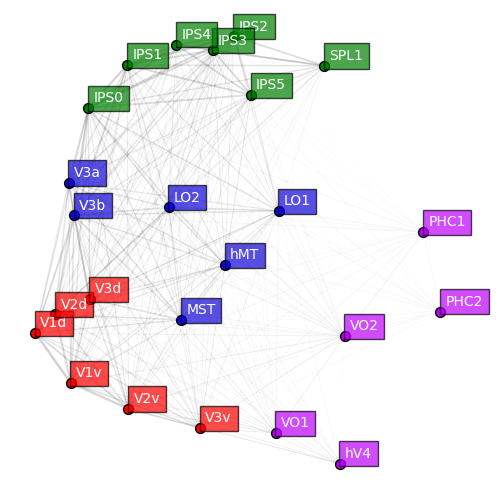 IPS2
IPS4
IPS3
IPS1
SPL1
IPS5
IPS0
V3a
LO2
LO1
V3b
PHC1
hMT
V3d
PHC2
V2d
MST
V1d
VO2
V1v
V2v
V3v
VO1
hV4